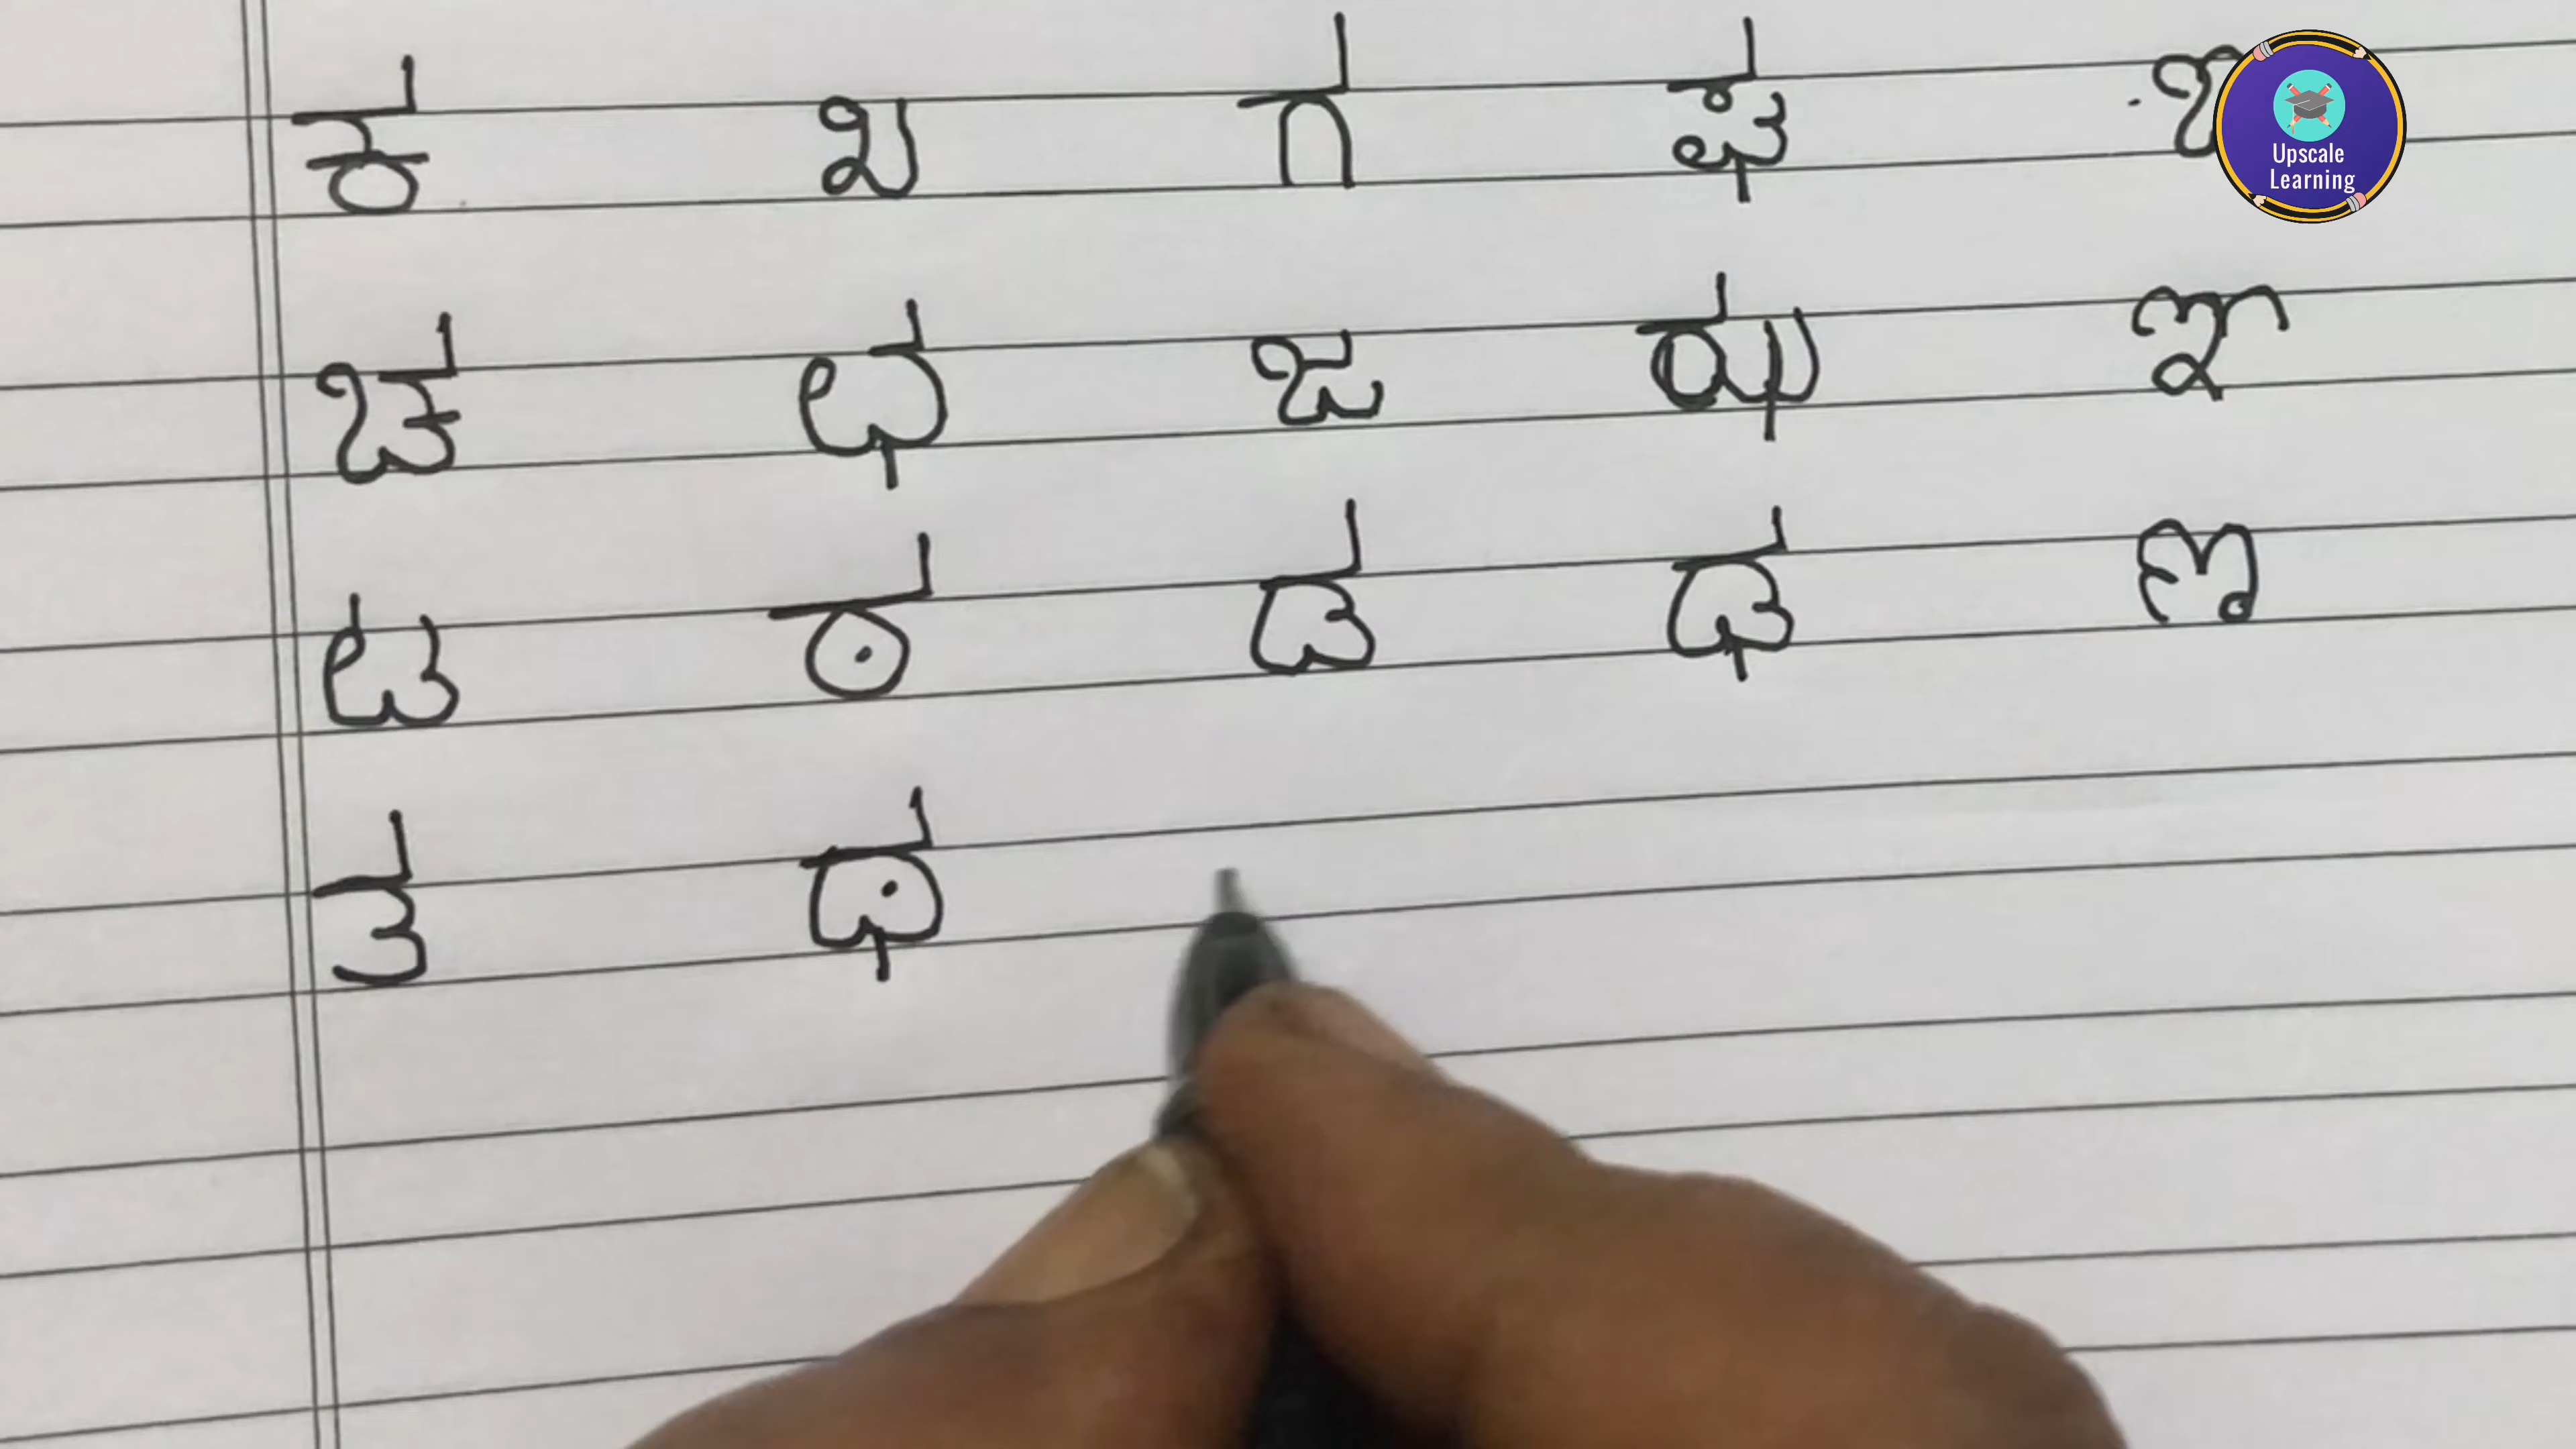 ಕ ಖ ಗ ಘ ಙ
ಚ ಛ ಜ ಝ ಞ
ಟ ಠ ಡ ಢ ಣ
ತ ಥ
Upscale
Learning